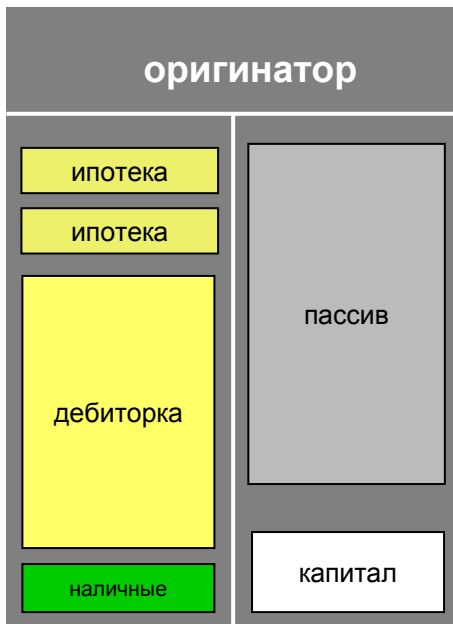 оригинатор
ипотека
ипотека
дебиторка
наличные
пассив
капитал